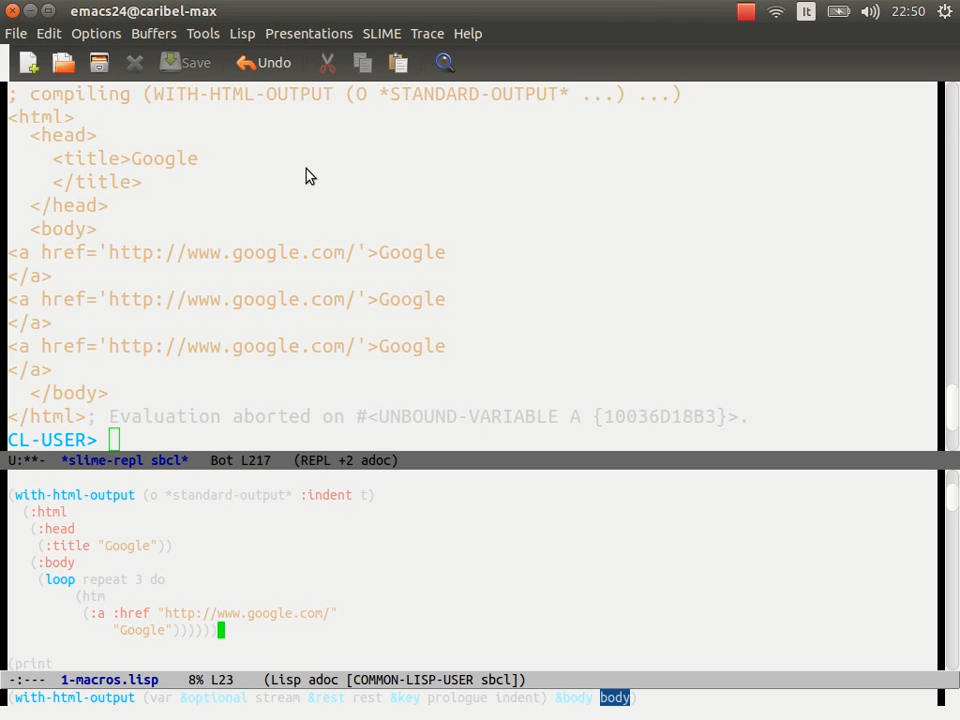 emacs24@caribel-max It 22:50
File Edit Options Buffers Tools Lisp Presentations SLIME Trace Help
Save Undo
; compiling (WITH-HTML-OUTPUT (O *STANDARD-OUTPUT* ...) ...)
<html>
<head>
<title>Google
</title>
</head>
<body>
<a href='http://www.google.com/'>Google
</a>
<a href='http://www.google.com/'>Google
</a>
<a href='http://www.google.com/'>Google
</a>
</body>
</html>; Evaluation aborted on #<UNBOUND-VARIABLE A {10036D18B3}>.
CL-USER>
U:**- *slime-repl sbcl* Bot L217 (REPL +2 adoc)
(with-html-output (o *standard-output* :indent t)
(:html
(:head
(:title "Google"))
(:body
(loop repeat 3 do
(htm
(:a :href "http://www.google.com/"
"Google"))))))
(print
-:--- 1-macros.lisp 8% L23 (Lisp adoc [COMMON-LISP-USER sbcl])
(with-html-output (var &optional stream &rest rest &key prologue indent) &body body)